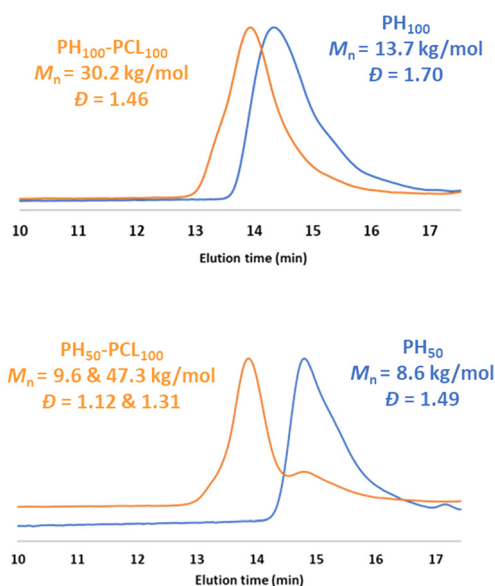 PH₁₀₀-PCL₁₀₀
Mₙ = 30.2 kg/mol
Đ = 1.46
PH₁₀₀
Mₙ = 13.7 kg/mol
Đ = 1.70
10 11 12 13 14 15 16 17
Elution time (min)
PH₅₀-PCL₁₀₀
Mₙ = 9.6 & 47.3 kg/mol
Đ = 1.12 & 1.31
PH₅₀
Mₙ = 8.6 kg/mol
Đ = 1.49
10 11 12 13 14 15 16 17
Elution time (min)